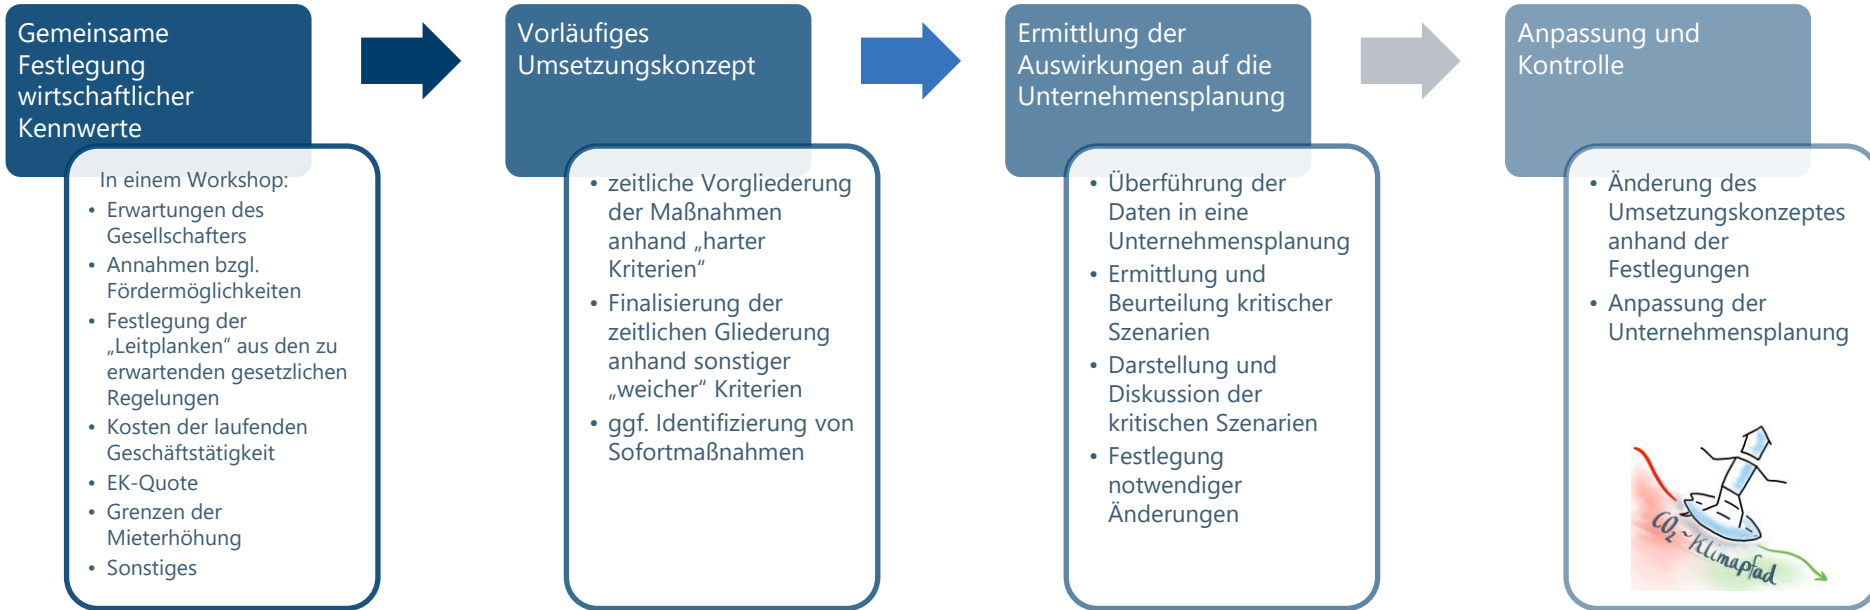 Gemeinsame
Festlegung
wirtschaftlicher
Kennwerte
In einem Workshop:
• Erwartungen des
Gesellschafters
• Annahmen bzgl.
Fördermöglichkeiten
• Festlegung der
„Leitplanken“ aus den zu
erwartenden gesetzlichen
Regelungen
• Kosten der laufenden
Geschäftstätigkeit
• EK-Quote
• Grenzen der
Mieterhöhung
• Sonstiges
Vorläufiges
Umsetzungskonzept
• zeitliche Vorgliederung
der Maßnahmen
anhand „harter
Kriterien“
• Finalisierung der
zeitlichen Gliederung
anhand sonstiger
„weicher“ Kriterien
• ggf. Identifizierung von
Sofortmaßnahmen
Ermittlung der
Auswirkungen auf die
Unternehmensplanung
• Überführung der
Daten in eine
Unternehmensplanung
• Ermittlung und
Beurteilung kritischer
Szenarien
• Darstellung und
Diskussion der
kritischen Szenarien
• Festlegung
notwendiger
Änderungen
Anpassung und
Kontrolle
• Änderung des
Umsetzungskonzeptes
anhand der
Festlegungen
• Anpassung der
Unternehmensplanung
CO₂~Klimapfad